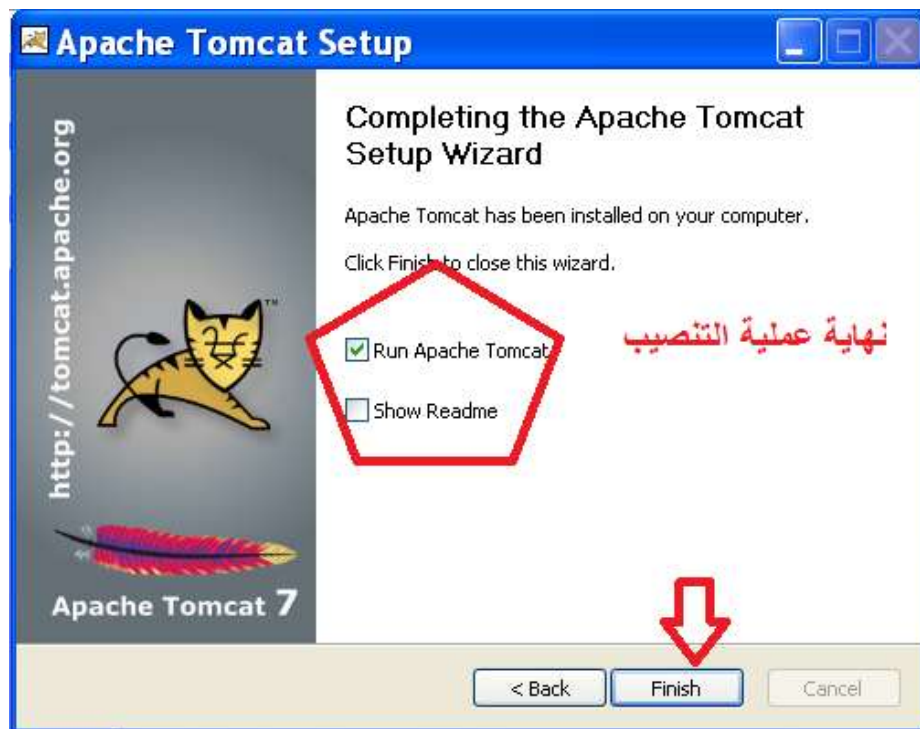 Apache Tomcat Setup
http://tomcat.apache.org
Completing the Apache Tomcat
Setup Wizard
Apache Tomcat has been installed on your computer.
Click Finish to close this wizard.
Run Apache Tomcat
نهاية عملية التنصيب
Show Readme
TM
Apache Tomcat 7
< Back
Finish
Cancel